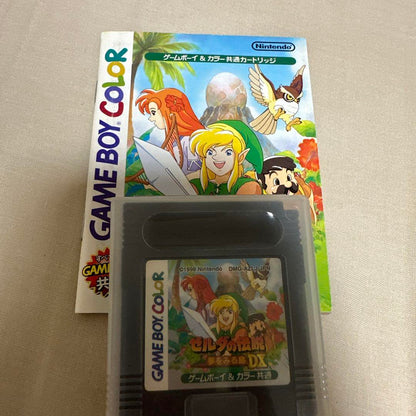 GAME BOY COLOR
Nintendo
ゲームボーイ & カラー 共通カートリッジ
GAME
共
GAME BOY COLOR
©1998 Nintendo
ゼルダの伝説
夢をみる島 DX
ゲームボーイ & カラー 共通